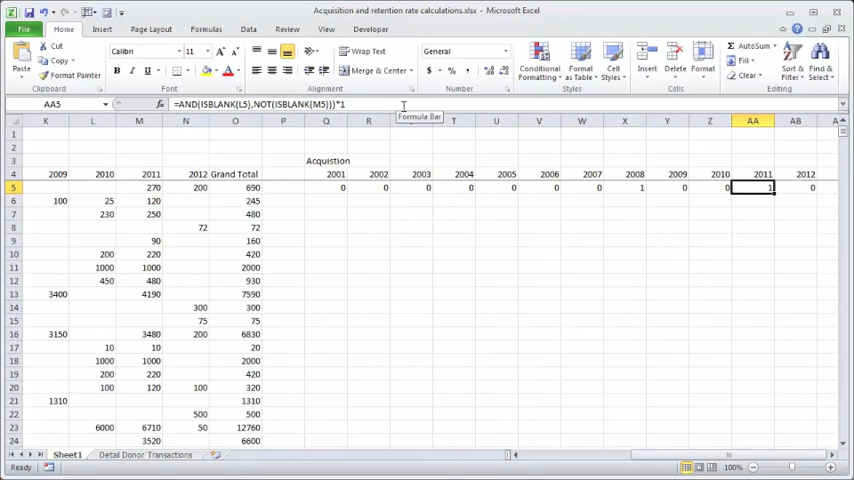 Acquisition and retention rate calculations.xlsx - Microsoft Excel
File Home Insert Page Layout Formulas Data Review View Developer
Paste Cut Copy Format Painter Calibri 11 A A B I U A Wrap Text Merge & Center General $ % , Conditional Formatting Format as Table Cell Styles Insert Delete Format AutoSum Fill Clear Sort & Filter Find & Select
Clipboard Font Alignment Number Styles Cells Editing
AA5 fx =AND(ISBLANK(L5),NOT(ISBLANK(M5)))*1
Formula Bar
K L M N O P Q R S T U V W X Y Z AA AB
1
2
3 Acquistion
4 2009 2010 2011 2012 Grand Total 2001 2002 2003 2004 2005 2006 2007 2008 2009 2010 2011 2012
5 270 200 690 0 0 0 0 0 0 0 1 0 0 1 0
6 100 25 120 245
7 230 250 480
8 72 72
9 90 160
10 200 220 420
11 1000 1000 2000
12 450 480 930
13 3400 4190 7590
14 300 300
15 75 75
16 3150 3480 200 6830
17 10 10 20
18 1000 1000 2000
19 200 220 420
20 100 120 100 320
21 1310 1310
22 500 500
23 6000 6710 50 12760
24 3520 6600
Sheet1 Detail Donor Transactions
Ready 100%